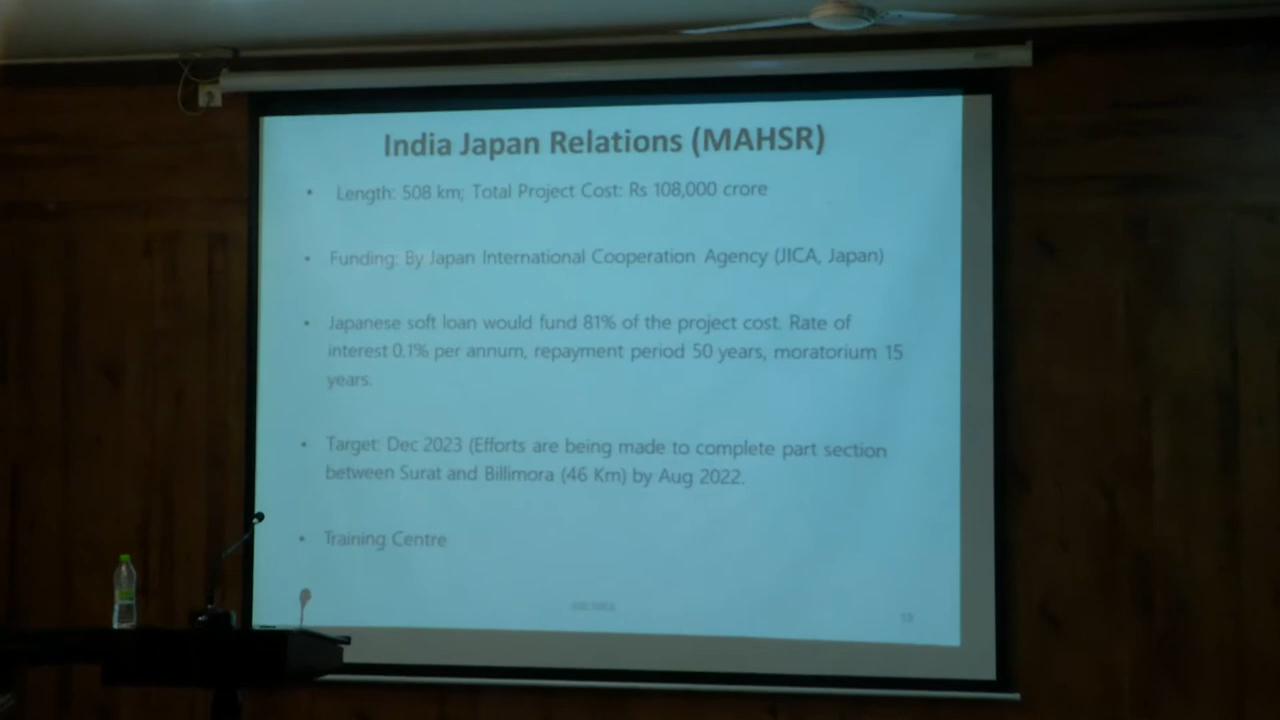 India Japan Relations (MAHSR)
• Length: 508 km; Total Project Cost: Rs 108,000 crore
• Funding: By Japan International Cooperation Agency (JICA, Japan)
• Japanese soft loan would fund 81% of the project cost. Rate of
interest 0.1% per annum, repayment period 50 years, moratorium 15
years.
• Target: Dec 2023 (Efforts are being made to complete part section
between Surat and Billimora (46 Km) by Aug 2022.
• Training Centre